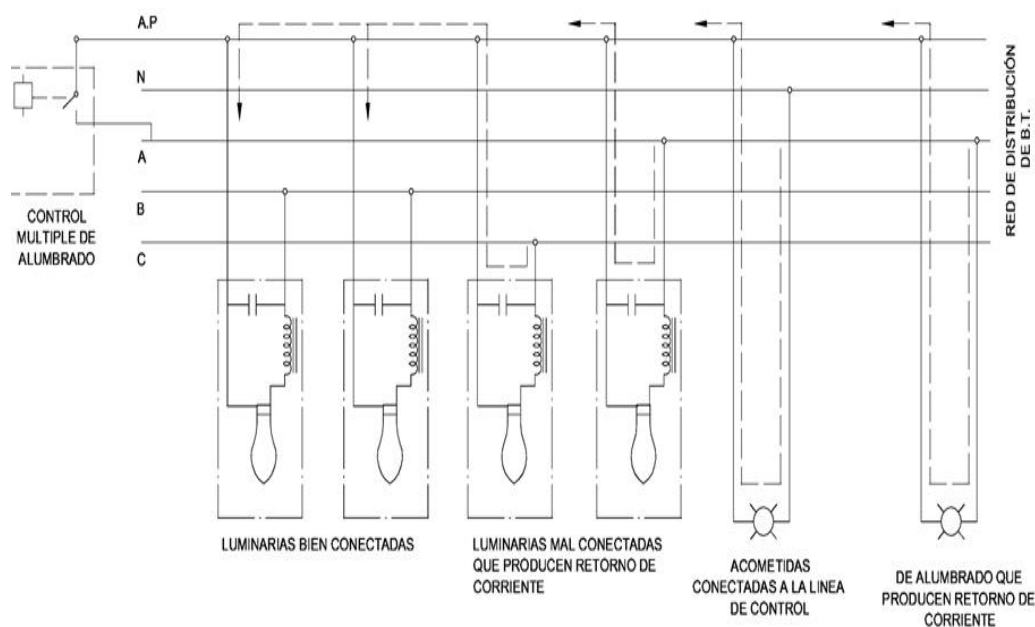 A.P
N
A
B
C
CONTROL
MULTIPLE DE
ALUMBRADO
RED DE DISTRIBUCIÓN
DE B.T.
LUMINARIAS BIEN CONECTADAS
LUMINARIAS MAL CONECTADAS
QUE PRODUCEN RETORNO DE
CORRIENTE
ACOMETIDAS
CONECTADAS A LA LINEA
DE CONTROL
DE ALUMBRADO QUE
PRODUCEN RETORNO DE
CORRIENTE